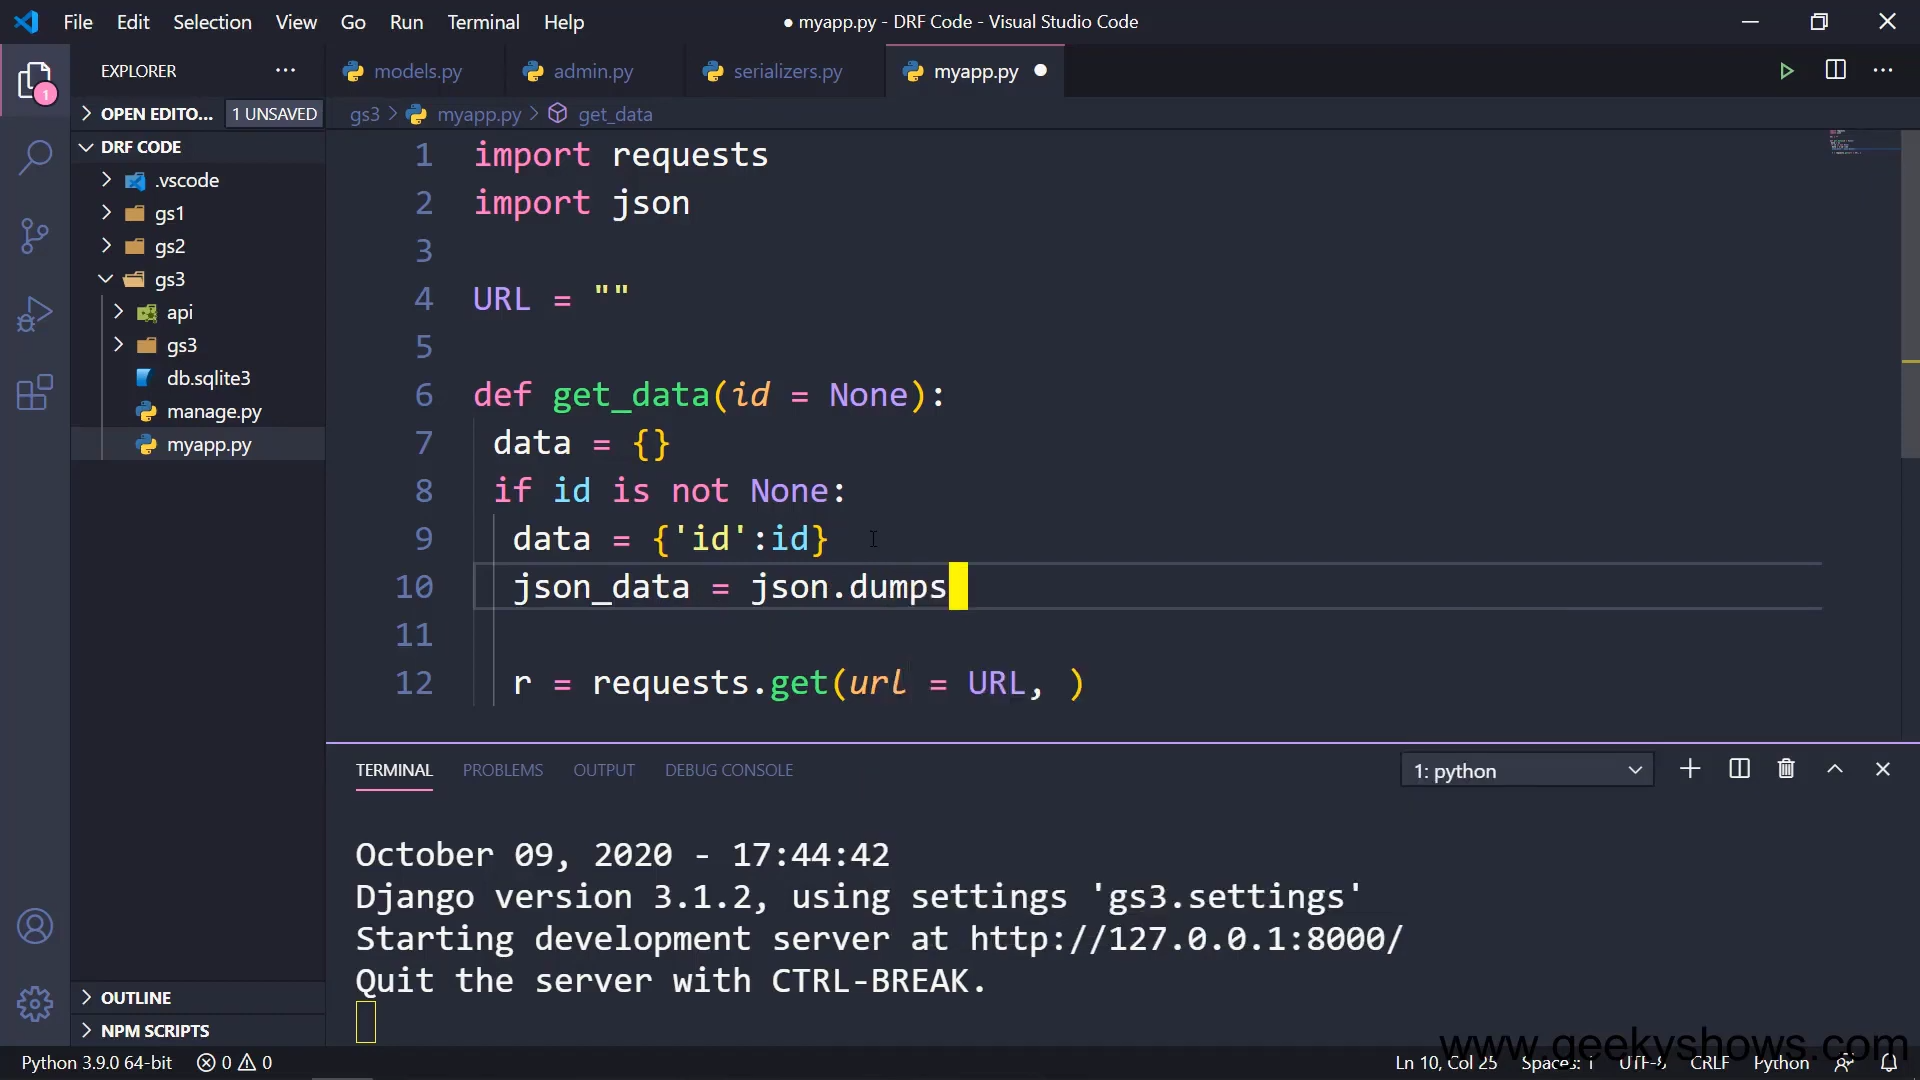 File Edit Selection View Go Run Terminal Help
● myapp.py - DRF Code - Visual Studio Code
EXPLORER
models.py admin.py serializers.py myapp.py
1
OPEN EDITO... 1 UNSAVED
gs3 > myapp.py > get_data
DRF CODE
.vscode
gs1
gs2
gs3
api
gs3
db.sqlite3
manage.py
myapp.py
OUTLINE
NPM SCRIPTS
1 import requests
2 import json
3
4 URL = ""
5
6 def get_data(id = None):
7 data = {}
8 if id is not None:
9 data = {'id':id}
10 json_data = json.dumps
11
12 r = requests.get(url = URL, )
TERMINAL PROBLEMS OUTPUT DEBUG CONSOLE
1: python
October 09, 2020 - 17:44:42
Django version 3.1.2, using settings 'gs3.settings'
Starting development server at http://127.0.0.1:8000/
Quit the server with CTRL-BREAK.
www.geekyshows.com
Python 3.9.0 64-bit 0 0
Ln 10, Col 25 Spaces: 1 UTF-8 CRLF Python